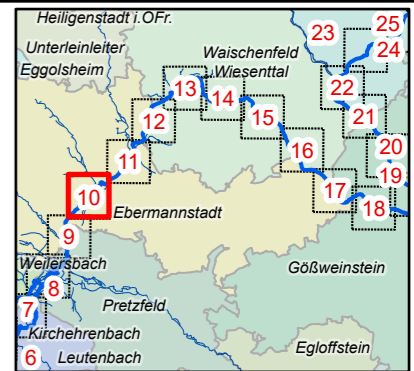 Heiligenstadt i.OFr.
23
25
24
Unterleinleiter
Eggolsheim
Waischenfeld
Wiesenttal
13
14
22
12
15
21
11
16
20
10
17
19
18
Ebermannstadt
9
Weilersbach
8
Gößweinstein
Pretzfeld
7
Kirchehrenbach
6
Leutenbach
Egloffstein